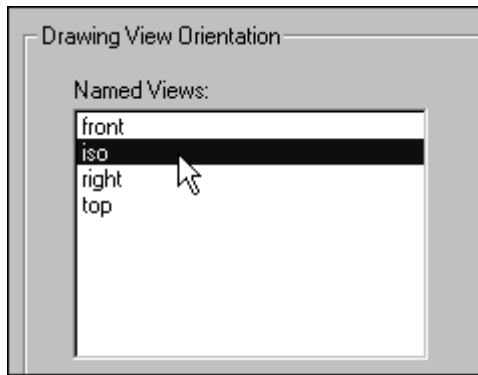 Drawing View Orientation
Named Views:
front
iso
right
top